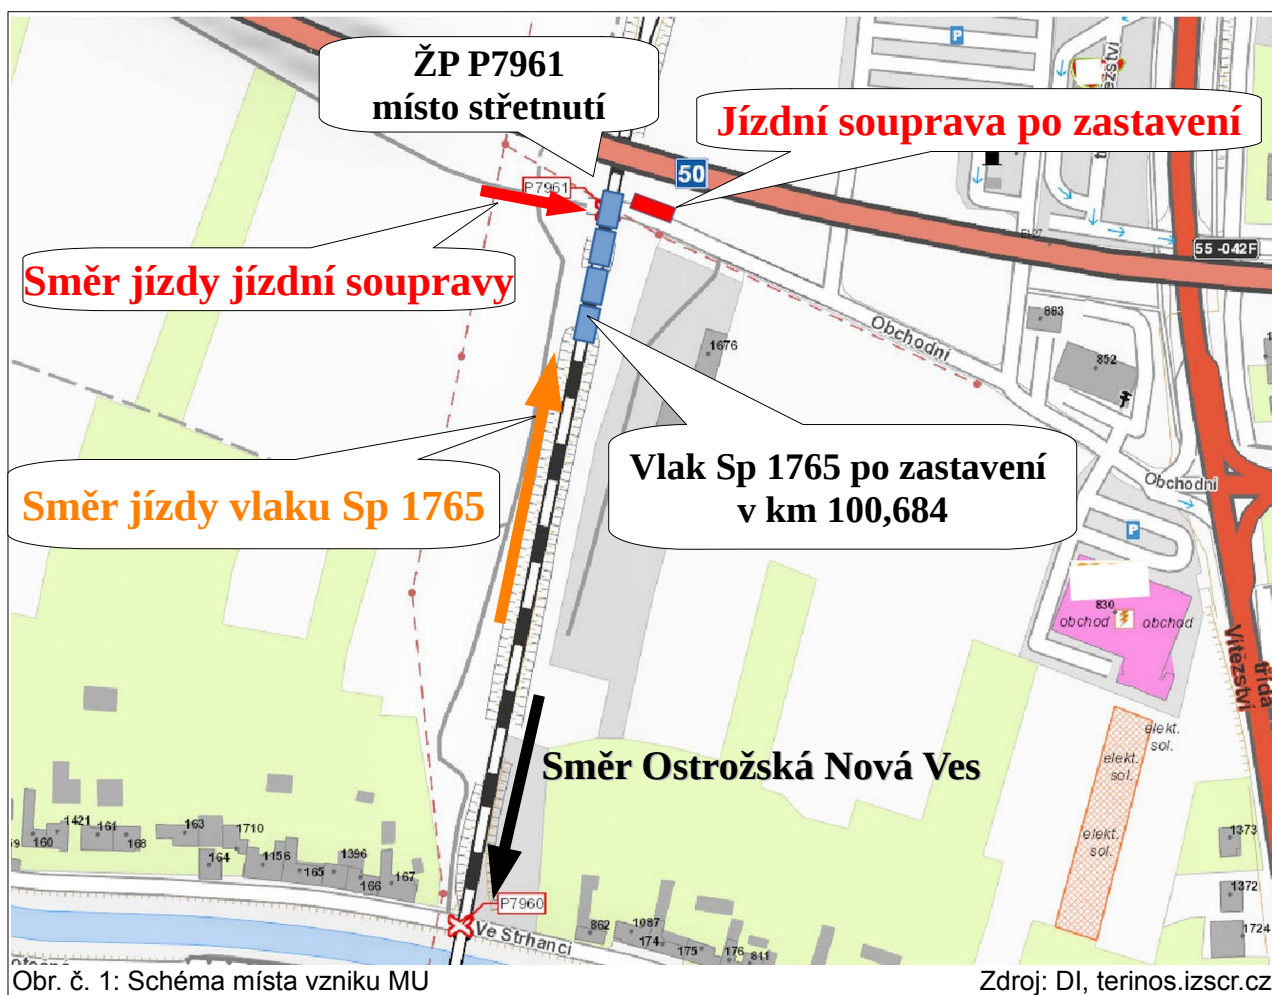 ŽP P7961
místo střetnutí
Jízdní souprava po zastavení
P
50
P7961
Směr jízdy jízdní soupravy
55 -042F
883
Obchodní
852
1676
Vlak Sp 1765 po zastavení
v km 100,684
Směr jízdy vlaku Sp 1765
Obchodní
P
830
obchod
obchod
třída
Vítězství
elekt.
sol.
elekt.
sol.
elekt.
sol.
Směr Ostrožská Nová Ves
1421
160
161
168
163
1710
164
1156
165
1396
166
167
P7960
Ve Strhanci
862
1087
174
175
176
811
1373
1372
1724
Obr. č. 1: Schéma místa vzniku MU
Zdroj: DI, terinos.izscr.cz